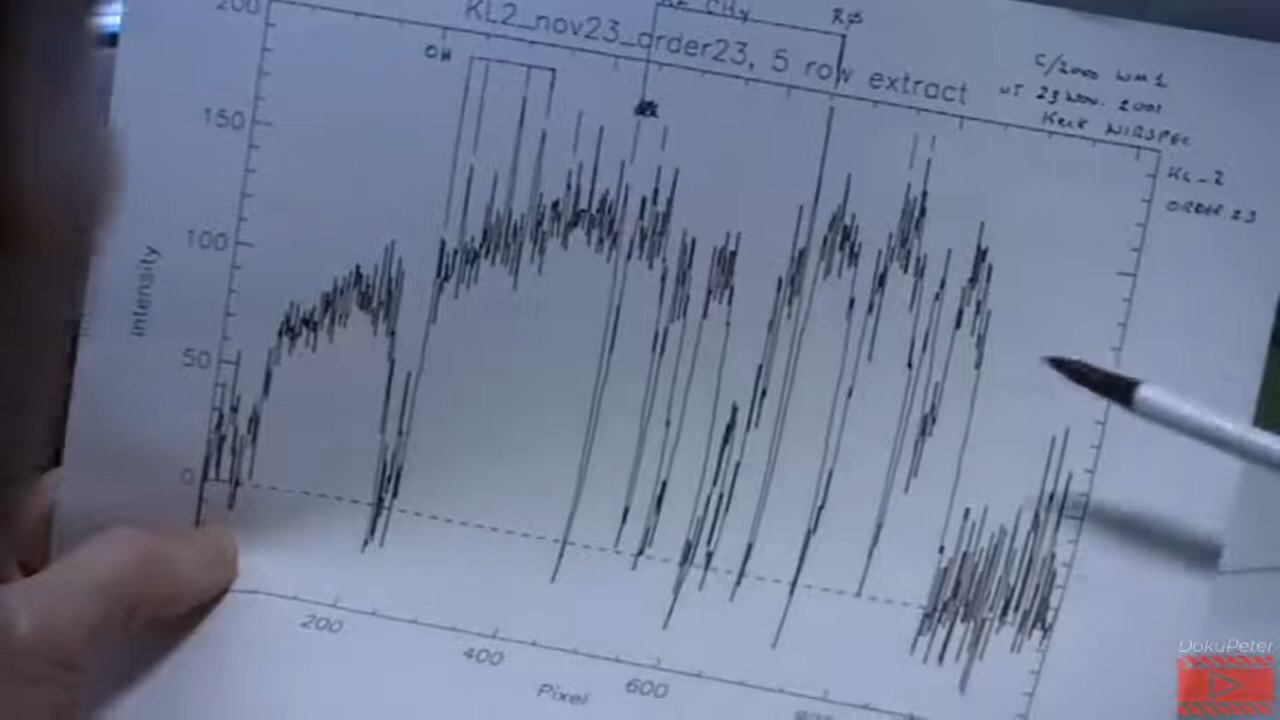 200
KL2_nov23_order23, 5 row extract
CH4
Rø
OH
C/2000 WM1
UT 23 Nov. 2001
Keck NIRSPEC
KL_2
ORDER 23
150
100
50
0
Intensity
200
400
600
Pixel
DokuPeter